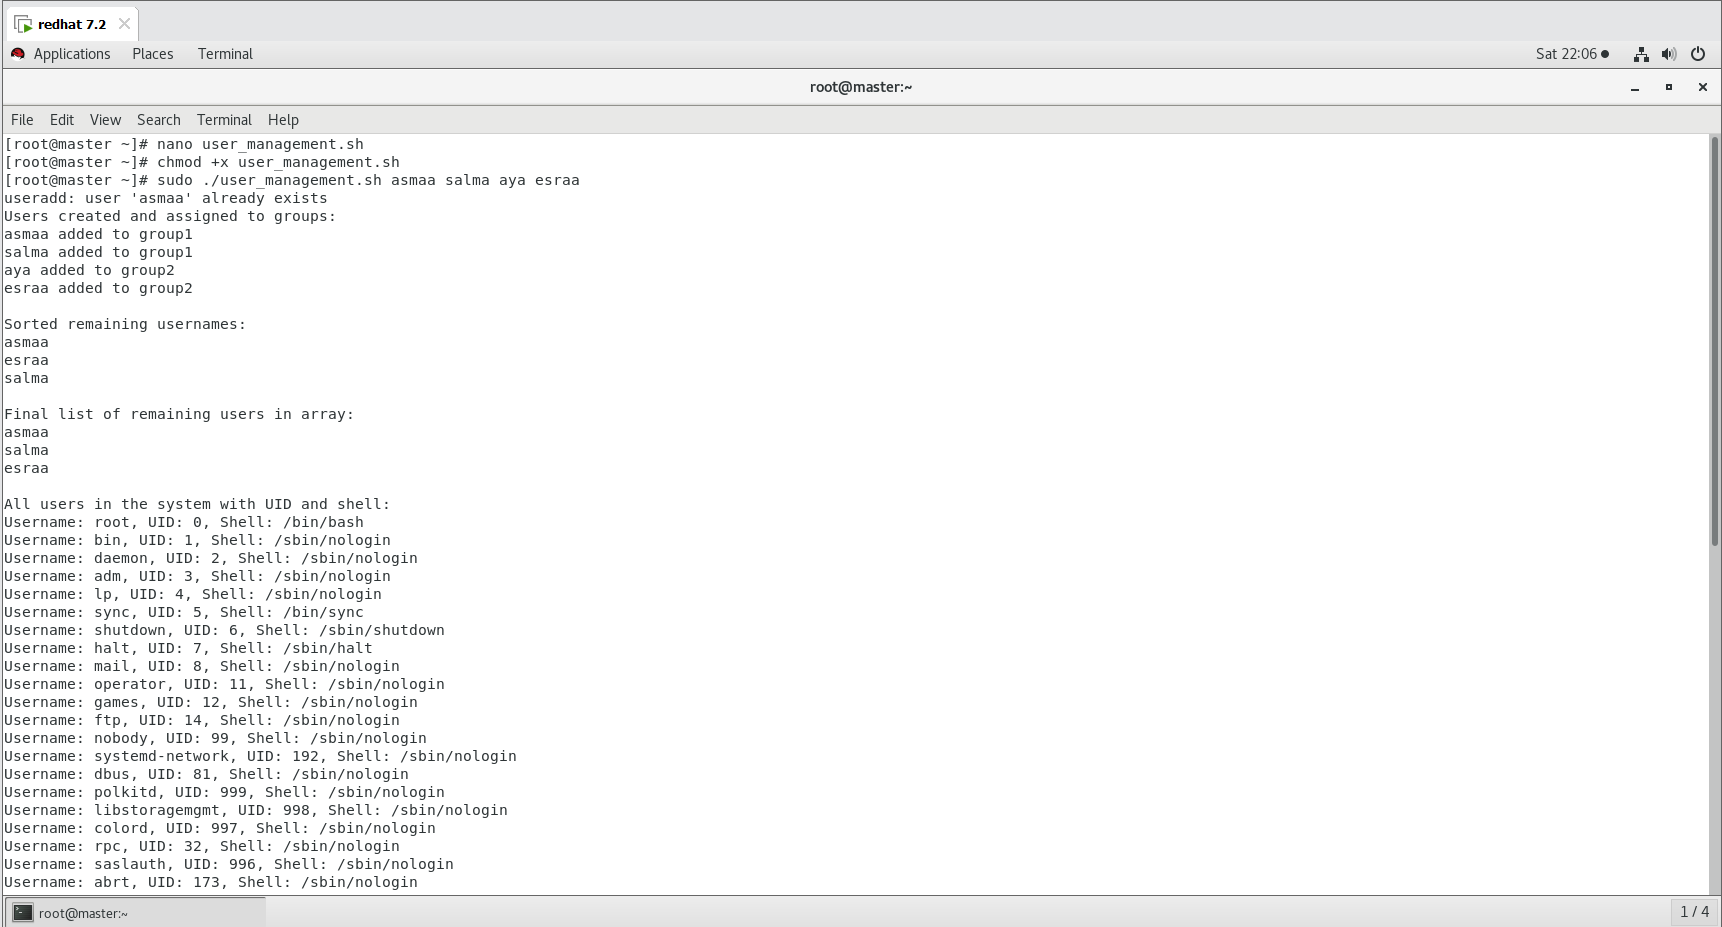 redhat 7.2
Applications Places Terminal Sat 22:06
root@master:~
File Edit View Search Terminal Help
[root@master ~]# nano user_management.sh
[root@master ~]# chmod +x user_management.sh
[root@master ~]# sudo ./user_management.sh asmaa salma aya esraa
useradd: user 'asmaa' already exists
Users created and assigned to groups:
asmaa added to group1
salma added to group1
aya added to group2
esraa added to group2

Sorted remaining usernames:
asmaa
esraa
salma

Final list of remaining users in array:
asmaa
salma
esraa

All users in the system with UID and shell:
Username: root, UID: 0, Shell: /bin/bash
Username: bin, UID: 1, Shell: /sbin/nologin
Username: daemon, UID: 2, Shell: /sbin/nologin
Username: adm, UID: 3, Shell: /sbin/nologin
Username: lp, UID: 4, Shell: /sbin/nologin
Username: sync, UID: 5, Shell: /bin/sync
Username: shutdown, UID: 6, Shell: /sbin/shutdown
Username: halt, UID: 7, Shell: /sbin/halt
Username: mail, UID: 8, Shell: /sbin/nologin
Username: operator, UID: 11, Shell: /sbin/nologin
Username: games, UID: 12, Shell: /sbin/nologin
Username: ftp, UID: 14, Shell: /sbin/nologin
Username: nobody, UID: 99, Shell: /sbin/nologin
Username: systemd-network, UID: 192, Shell: /sbin/nologin
Username: dbus, UID: 81, Shell: /sbin/nologin
Username: polkitd, UID: 999, Shell: /sbin/nologin
Username: libstoragemgmt, UID: 998, Shell: /sbin/nologin
Username: colord, UID: 997, Shell: /sbin/nologin
Username: rpc, UID: 32, Shell: /sbin/nologin
Username: saslauth, UID: 996, Shell: /sbin/nologin
Username: abrt, UID: 173, Shell: /sbin/nologin
root@master:~ 1 / 4